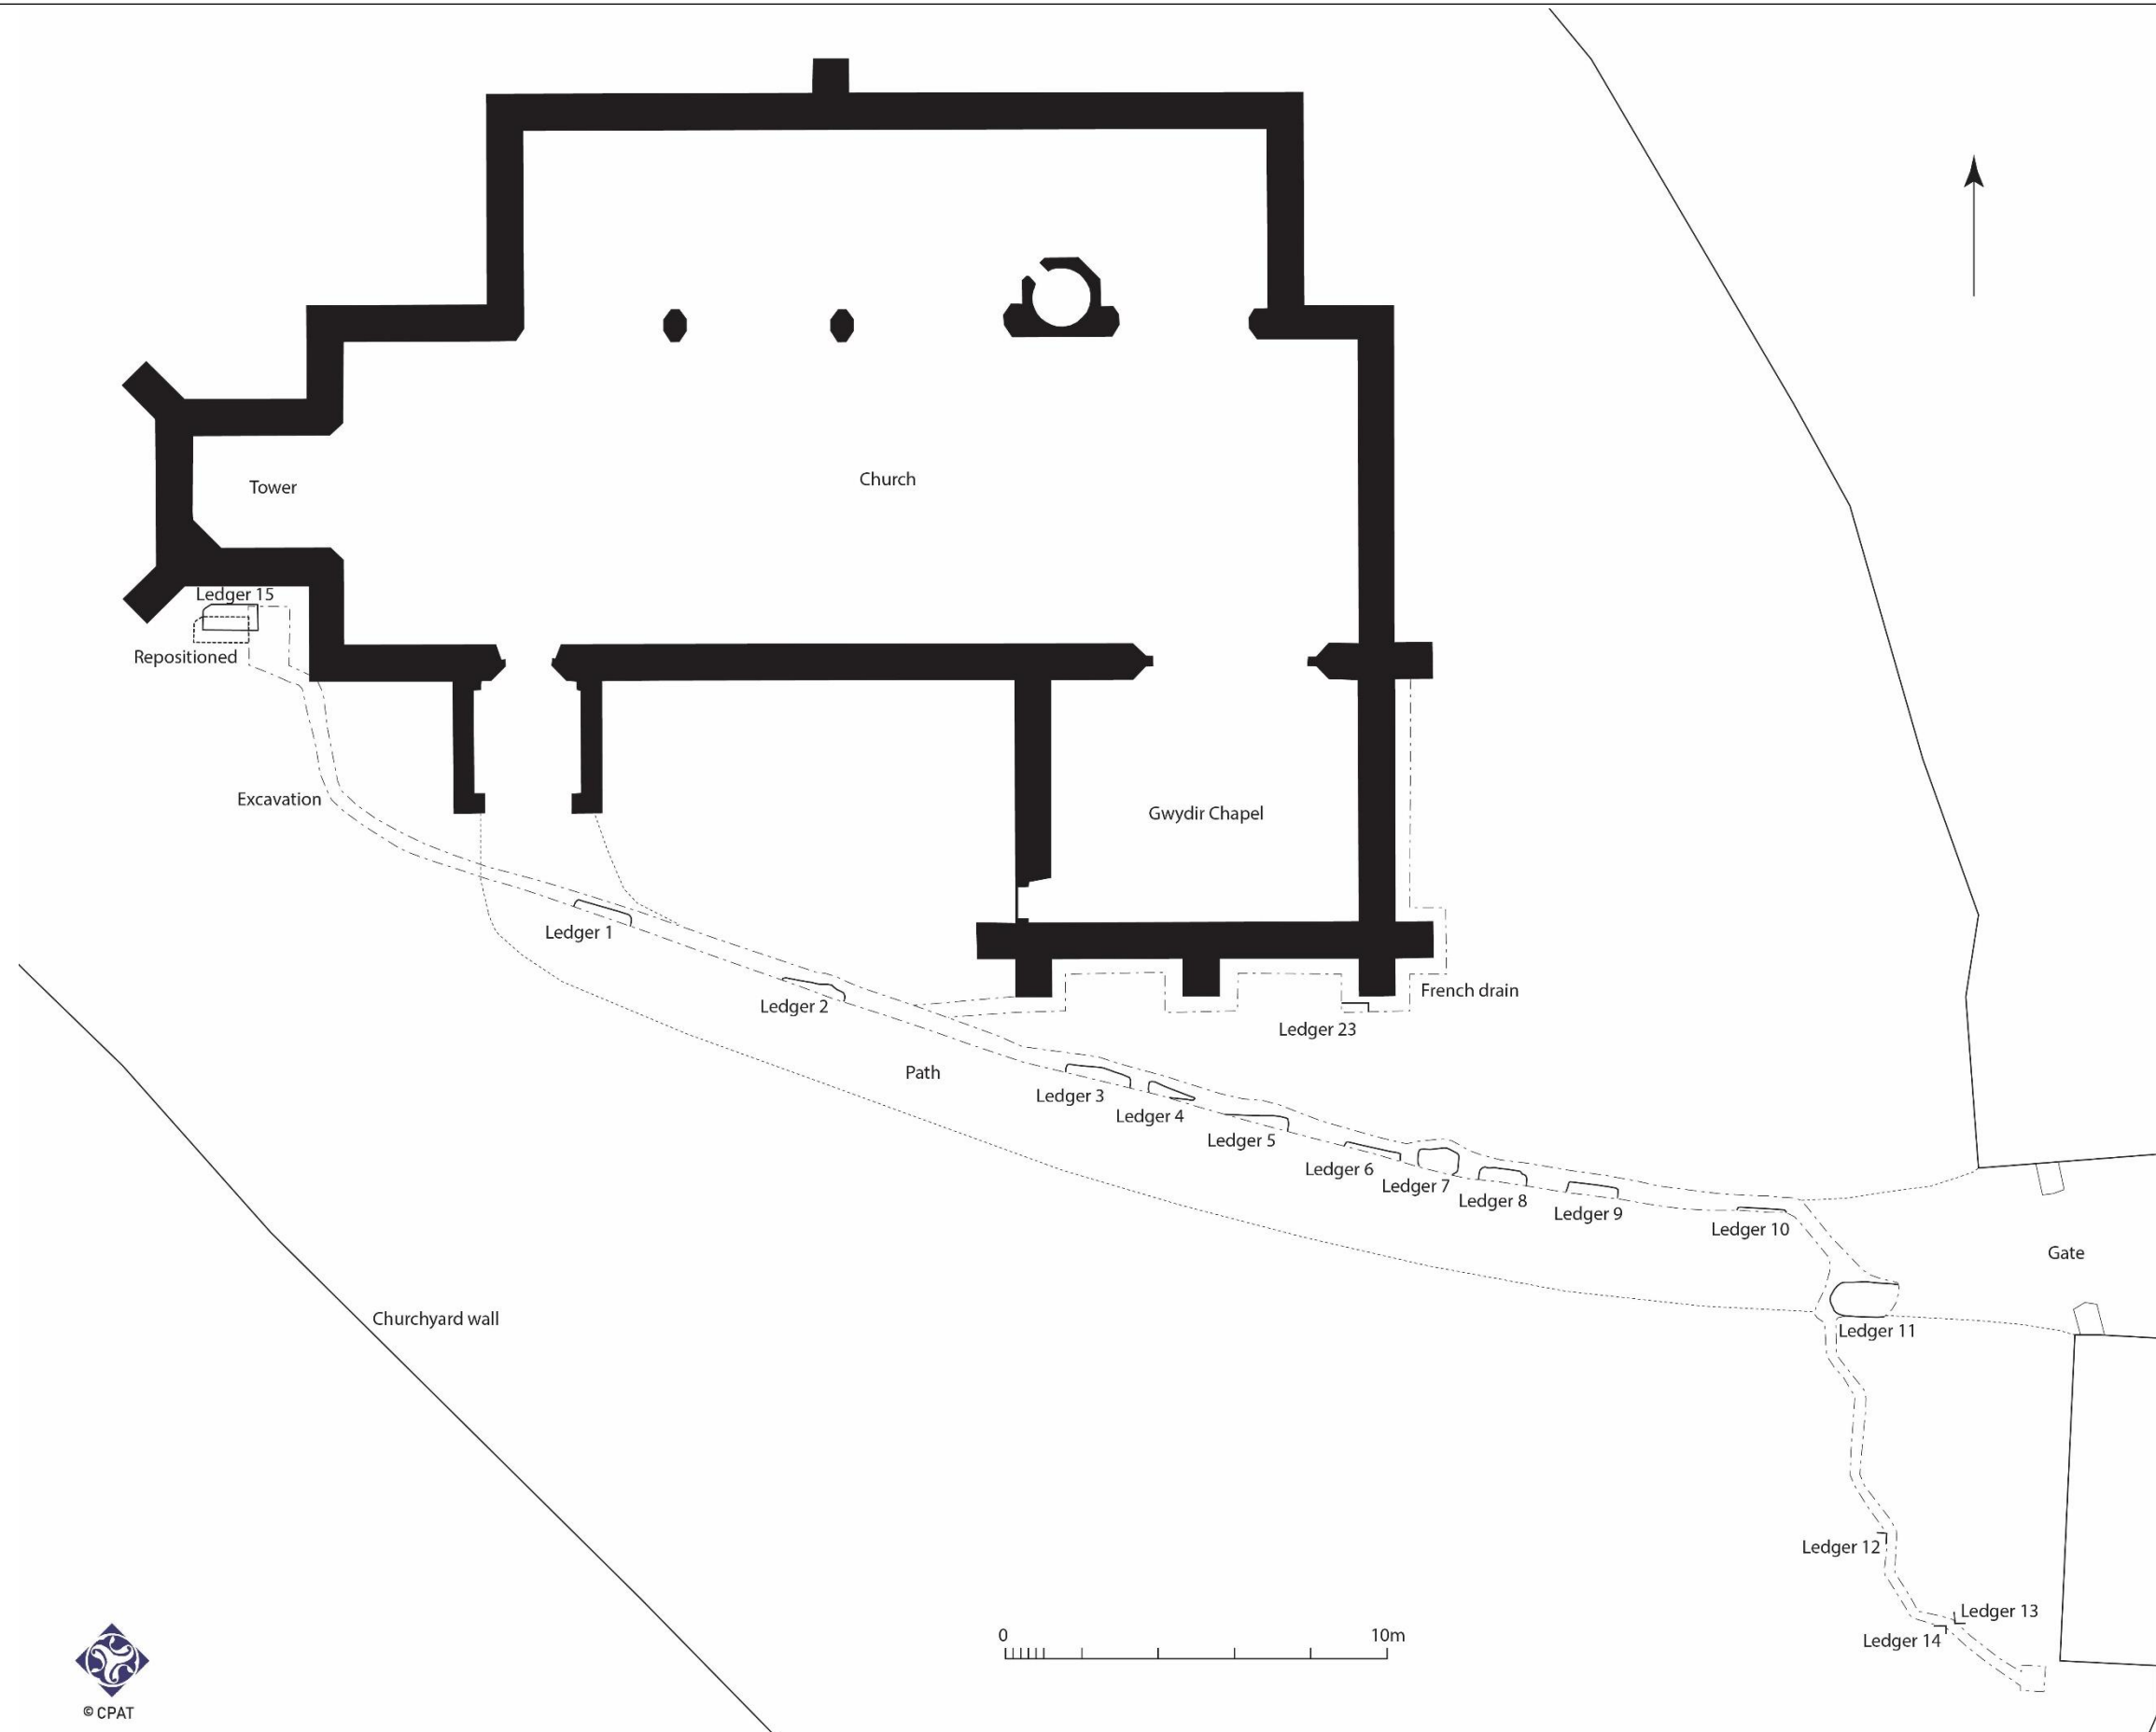 Tower
Church
Ledger 15
Repositioned
Excavation
Gwydir Chapel
Ledger 1
French drain
Ledger 2
Ledger 23
Path
Ledger 3
Ledger 4
Ledger 5
Ledger 6
Ledger 7
Ledger 8
Ledger 9
Ledger 10
Gate
Churchyard wall
Ledger 11
Ledger 12
Ledger 13
Ledger 14
0 10m
© CPAT